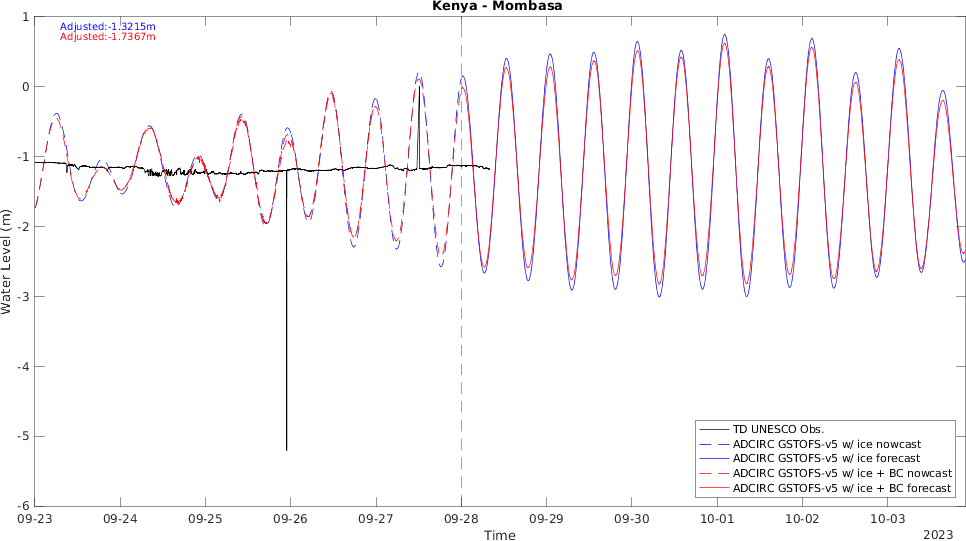 Kenya - Mombasa
Adjusted:-1.3215m
Adjusted:-1.7367m
1
0
-1
-2
-3
-4
-5
-6
Water Level (m)
TD UNESCO Obs.
ADCIRC GSTOFS-v5 w/ ice nowcast
ADCIRC GSTOFS-v5 w/ ice forecast
ADCIRC GSTOFS-v5 w/ ice + BC nowcast
ADCIRC GSTOFS-v5 w/ ice + BC forecast
09-23 09-24 09-25 09-26 09-27 09-28 09-29 09-30 10-01 10-02 10-03
Time
2023